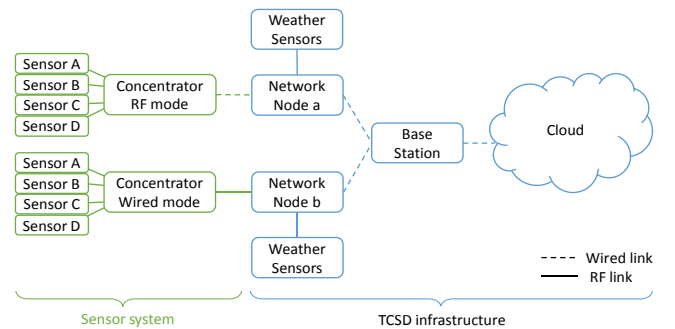 Weather
Sensors
Sensor A
Sensor B
Sensor C
Sensor D
Concentrator
RF mode
Network
Node a
Base
Station
Cloud
Sensor A
Sensor B
Sensor C
Sensor D
Concentrator
Wired mode
Network
Node b
Weather
Sensors
Wired link
RF link
Sensor system
TCSD infrastructure